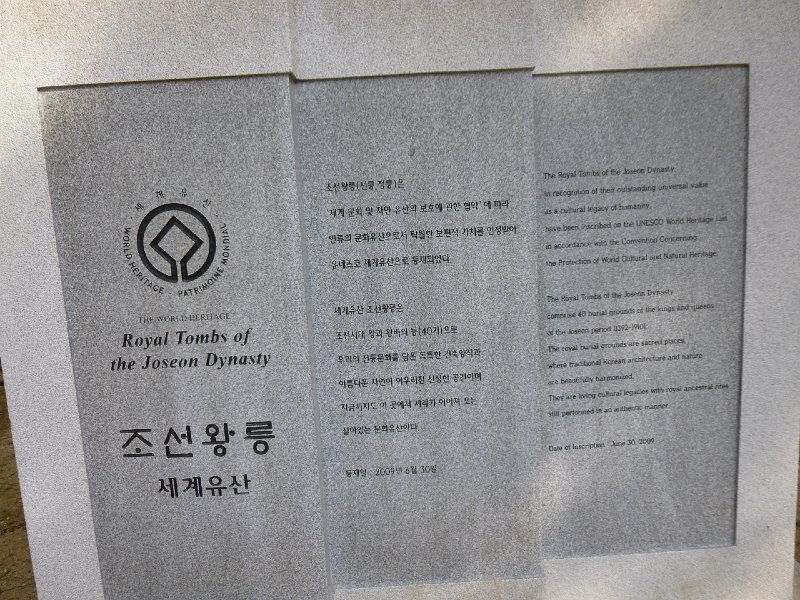 · 세 계 유 산 ·
WORLD HERITAGE · PATRIMOINE MONDIAL
THE WORLD HERITAGE
Royal Tombs of
the Joseon Dynasty
조선왕릉
세계유산
조선왕릉(선릉, 정릉)은
'세계 문화 및 자연 유산의 보호에 관한 협약'에 따라
인류의 문화유산으로서 탁월한 보편적 가치를 인정받아
유네스코 세계유산으로 등재되었다.
세계유산 조선왕릉은
조선시대 왕과 왕비의 능(40기)으로
우리의 전통문화를 담은 독특한 건축양식과
아름다운 자연이 어우러진 신성한 공간이며
지금까지도 이 곳에서 제례가 이어져 오는
살아있는 문화유산이다.
등재일 : 2009년 6월 30일
The Royal Tombs of the Joseon Dynasty
in recognition of their outstanding universal value
as a cultural legacy of humanity,
have been inscribed on the UNESCO World Heritage List
in accordance with the Convention Concerning
the Protection of World Cultural and Natural Heritage.
The Royal Tombs of the Joseon Dynasty
comprise 40 burial grounds of the kings and queens
of the Joseon period (1392-1910).
The royal burial grounds are sacred places,
where traditional Korean architecture and nature
are beautifully harmonized.
They are living cultural legacies with royal ancestral rites
still performed in an authentic manner.
Date of Inscription : June 30, 2009